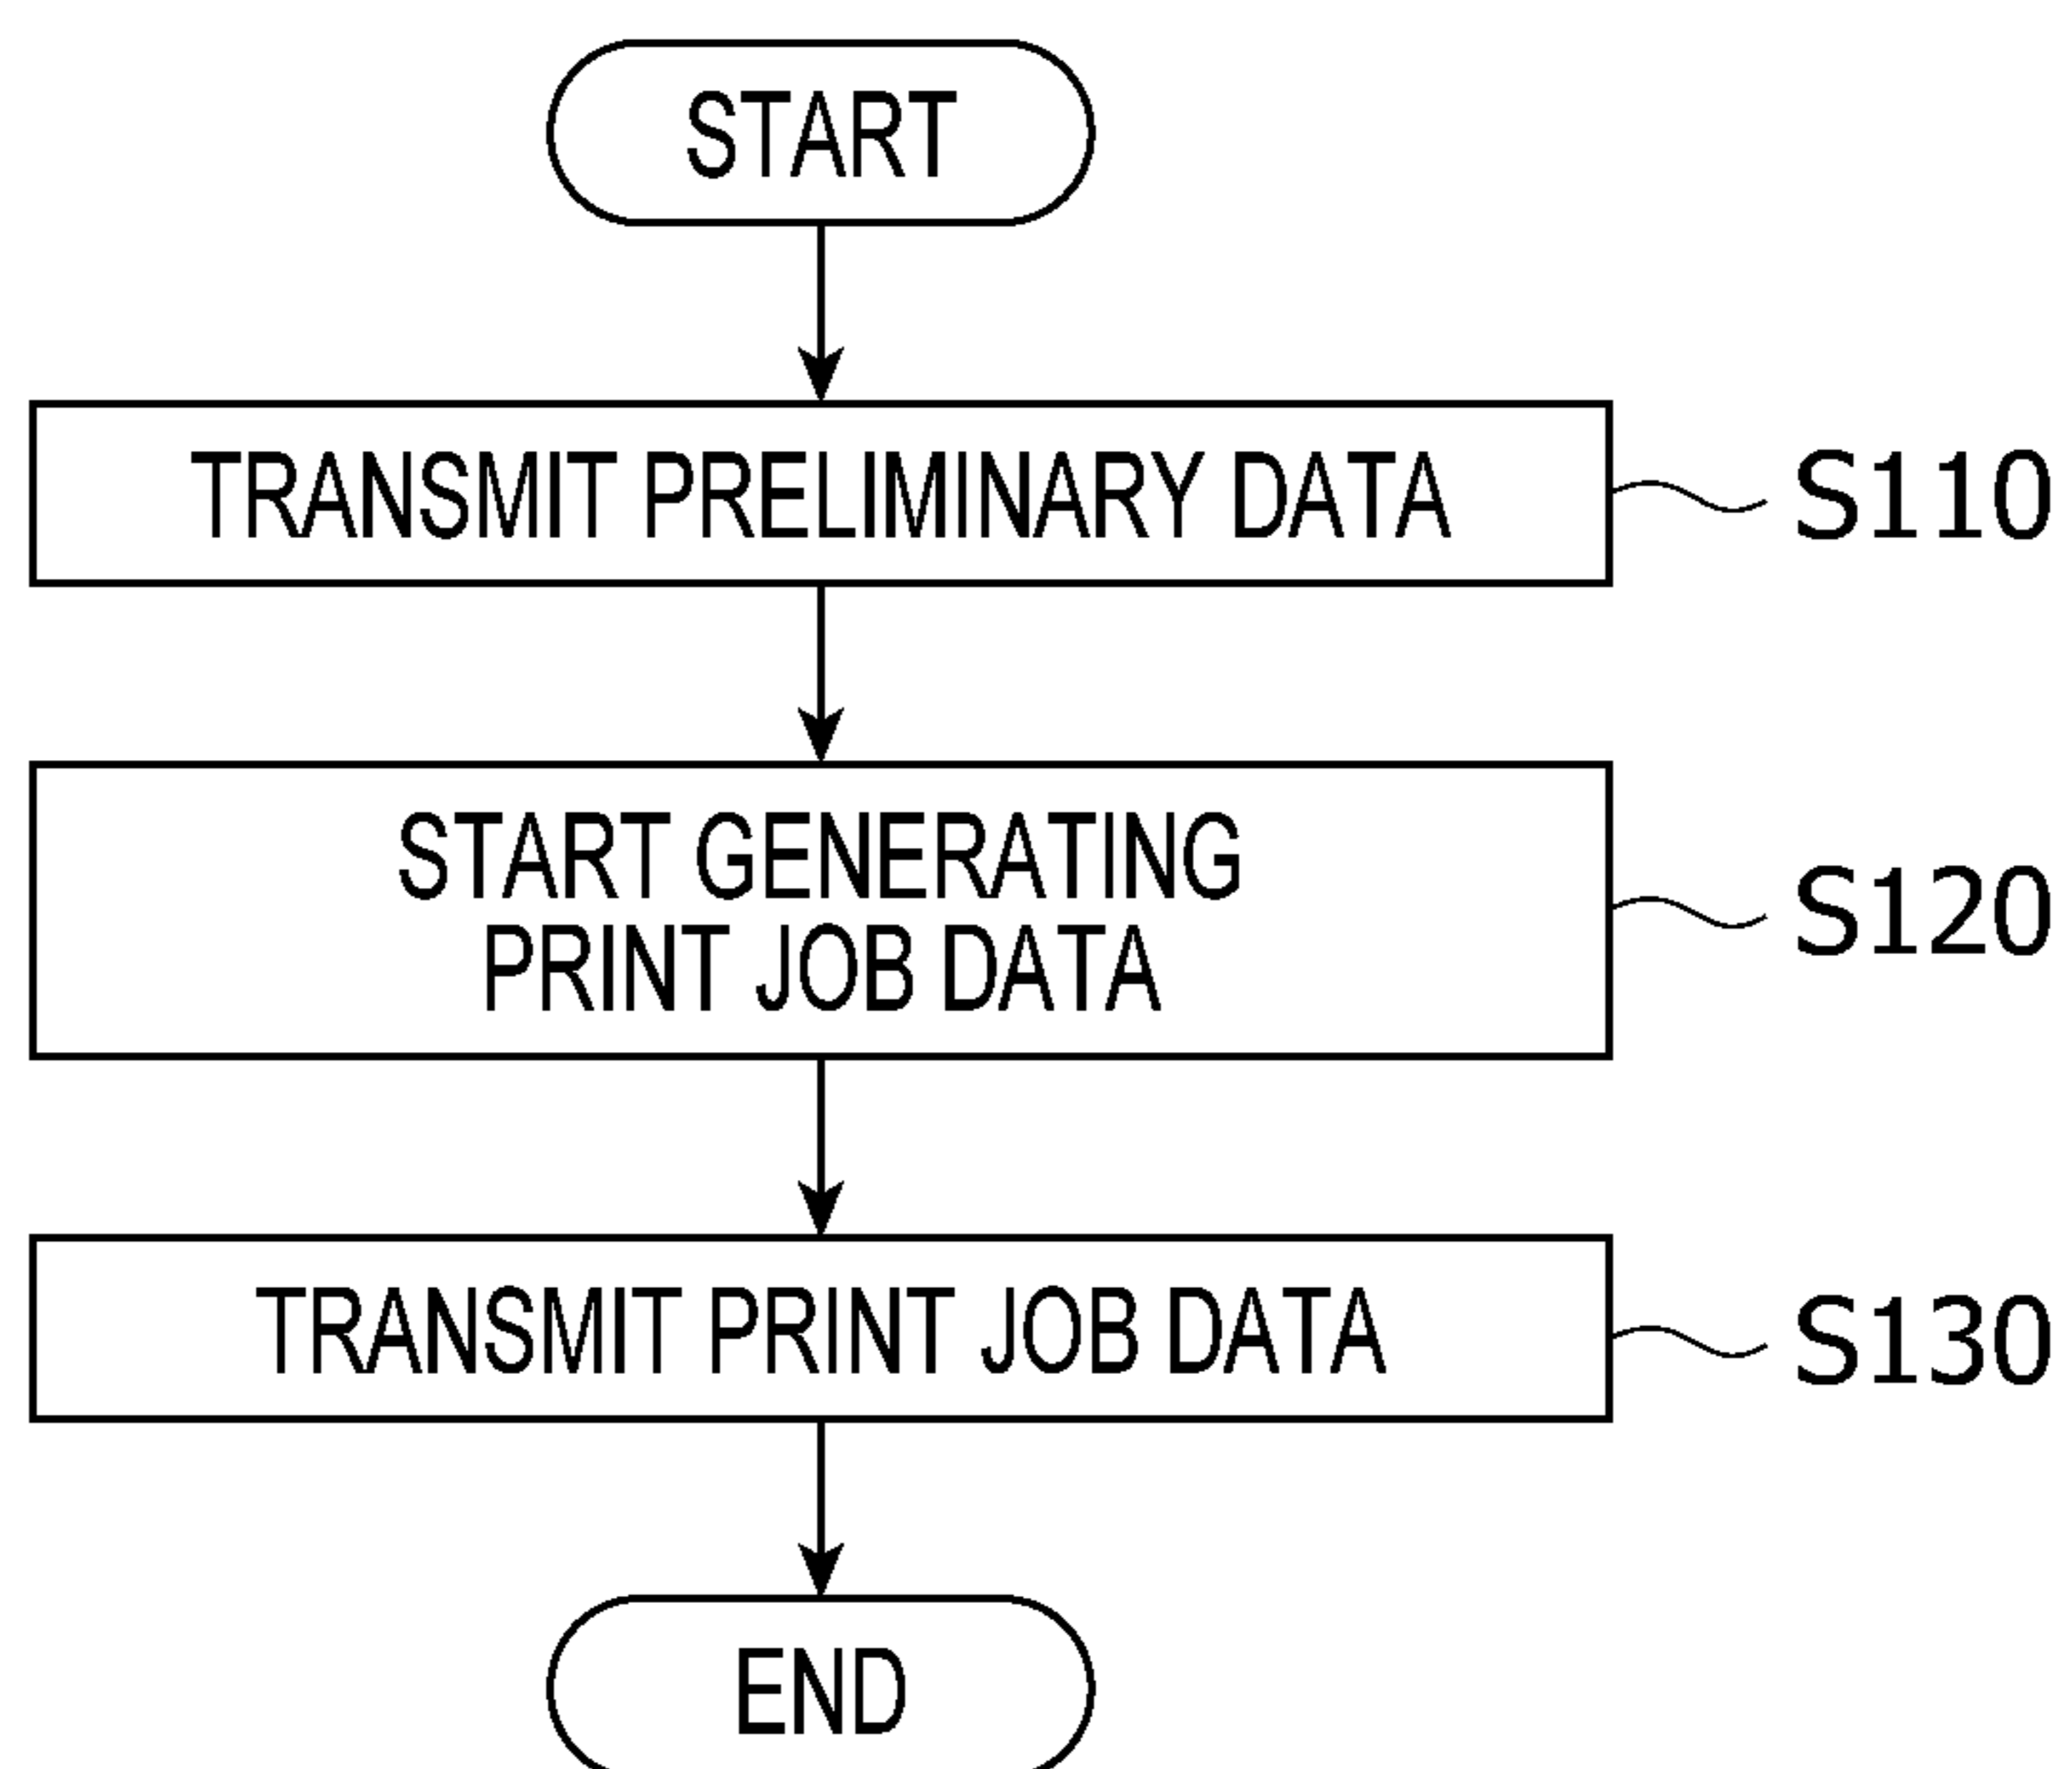 START
TRANSMIT PRELIMINARY DATA
S110
START GENERATING
PRINT JOB DATA
S120
TRANSMIT PRINT JOB DATA
S130
END